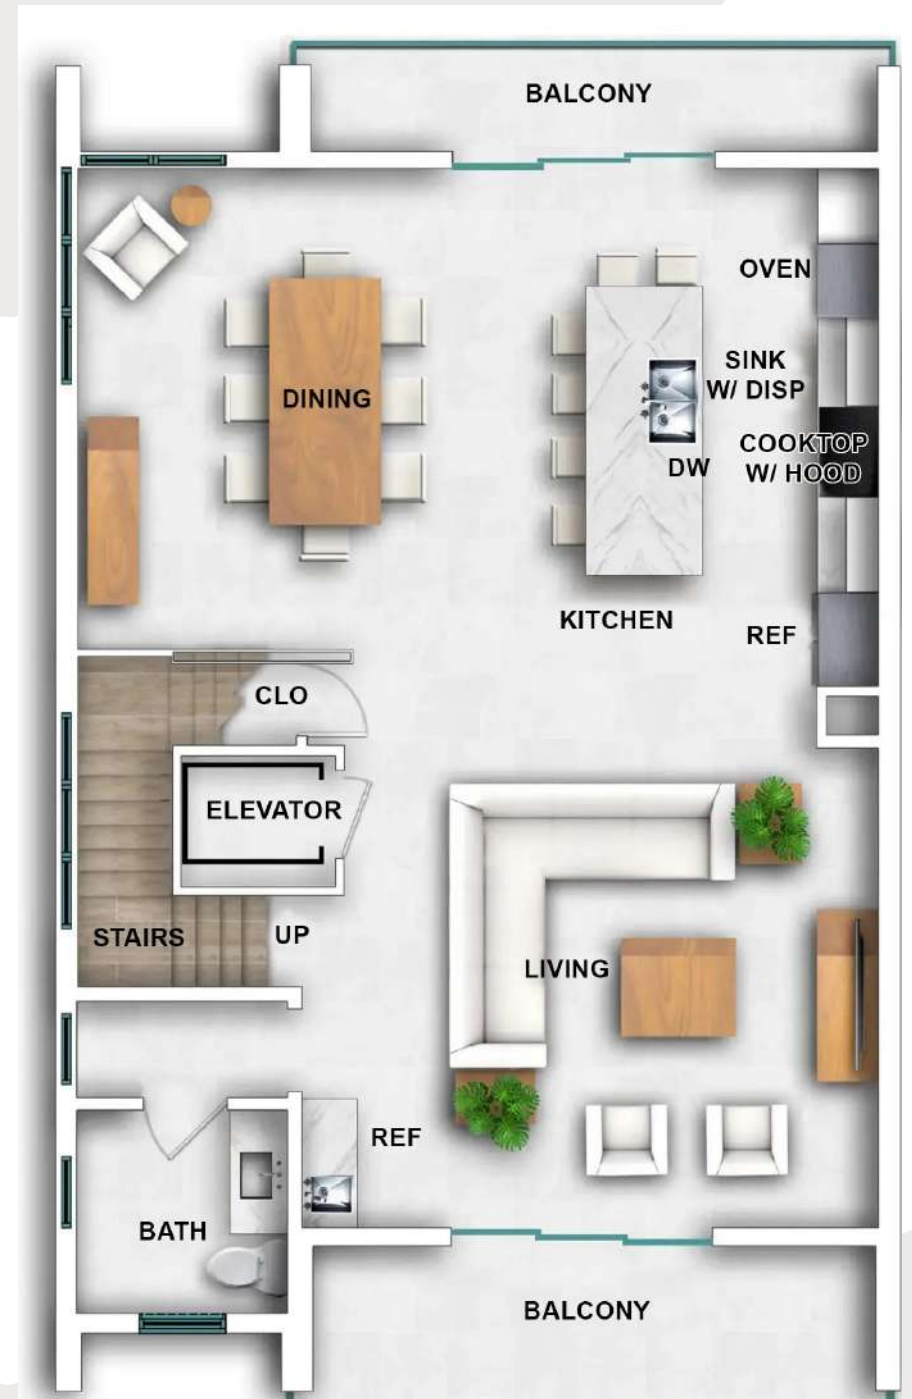 BALCONY
OVEN
SINK
W/ DISP
DINING
COOKTOP
W/ HOOD
DW
KITCHEN
REF
CLO
ELEVATOR
STAIRS
UP
LIVING
REF
BATH
BALCONY